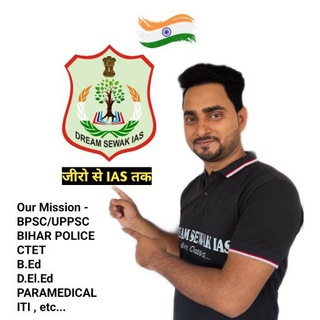 DREAM SEWAK IAS
जीरो से IAS तक
Our Mission -
BPSC/UPPSC
BIHAR POLICE
CTET
B.Ed
D.El.Ed
PARAMEDICAL
ITI , etc...
DREAM SEWAK IAS